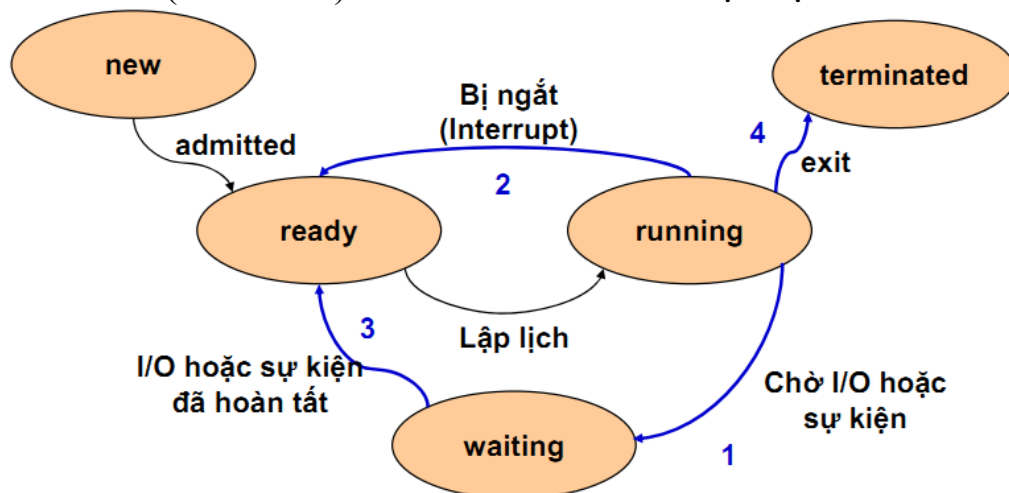 new
terminated
Bị ngắt
(Interrupt)
4
admitted
exit
2
ready
running
3
Lập lịch
I/O hoặc sự kiện
đã hoàn tất
Chờ I/O hoặc
sự kiện
waiting
1